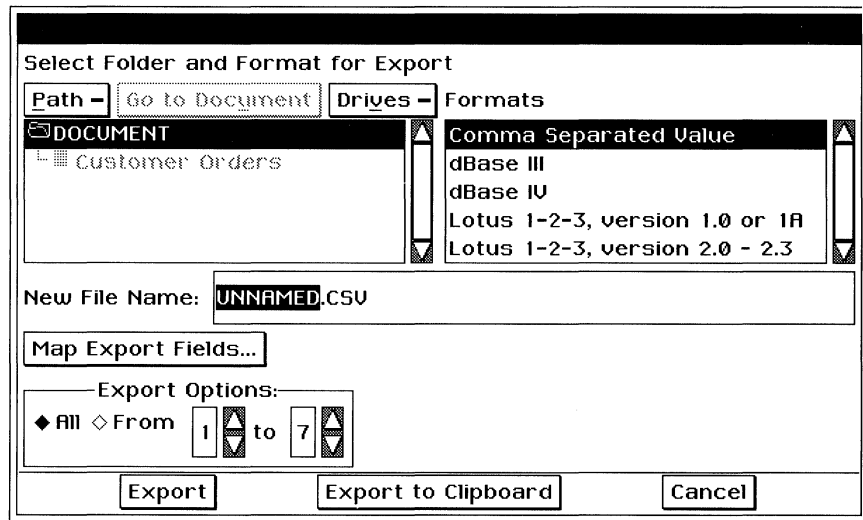 Select Folder and Format for Export
Path Go to Document Drives Formats
DOCUMENT
Customer Orders
Comma Separated Value
dBase III
dBase IV
Lotus 1-2-3, version 1.0 or 1A
Lotus 1-2-3, version 2.0 - 2.3
New File Name: UNNAMED.CSV
Map Export Fields...
Export Options:
All From 1 to 7
Export Export to Clipboard Cancel